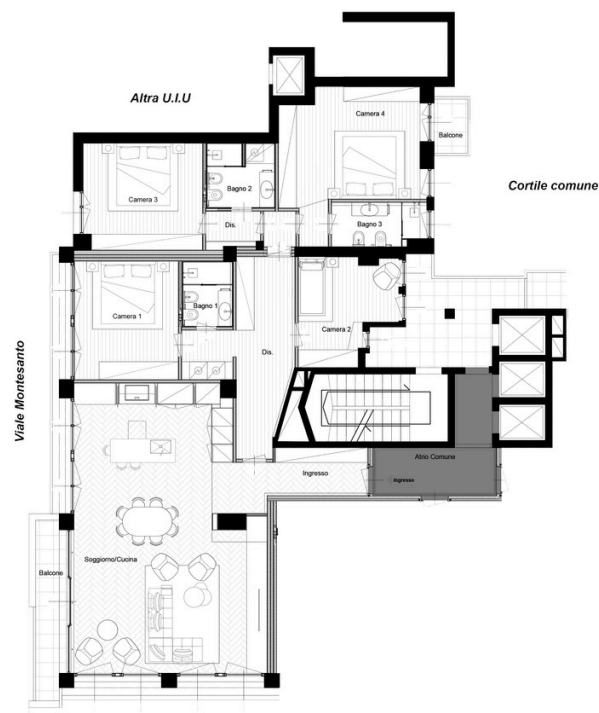 Altra U.I.U
Camera 4
Balcone
Cortile comune
Camera 3
Bagno 2
Dis.
Bagno 3
Camera 1
Bagno 1
Camera 2
Dis.
Viale Montesanto
Atrio Comune
Ingresso
Ingresso
Soggiorno/Cucina
Balcone